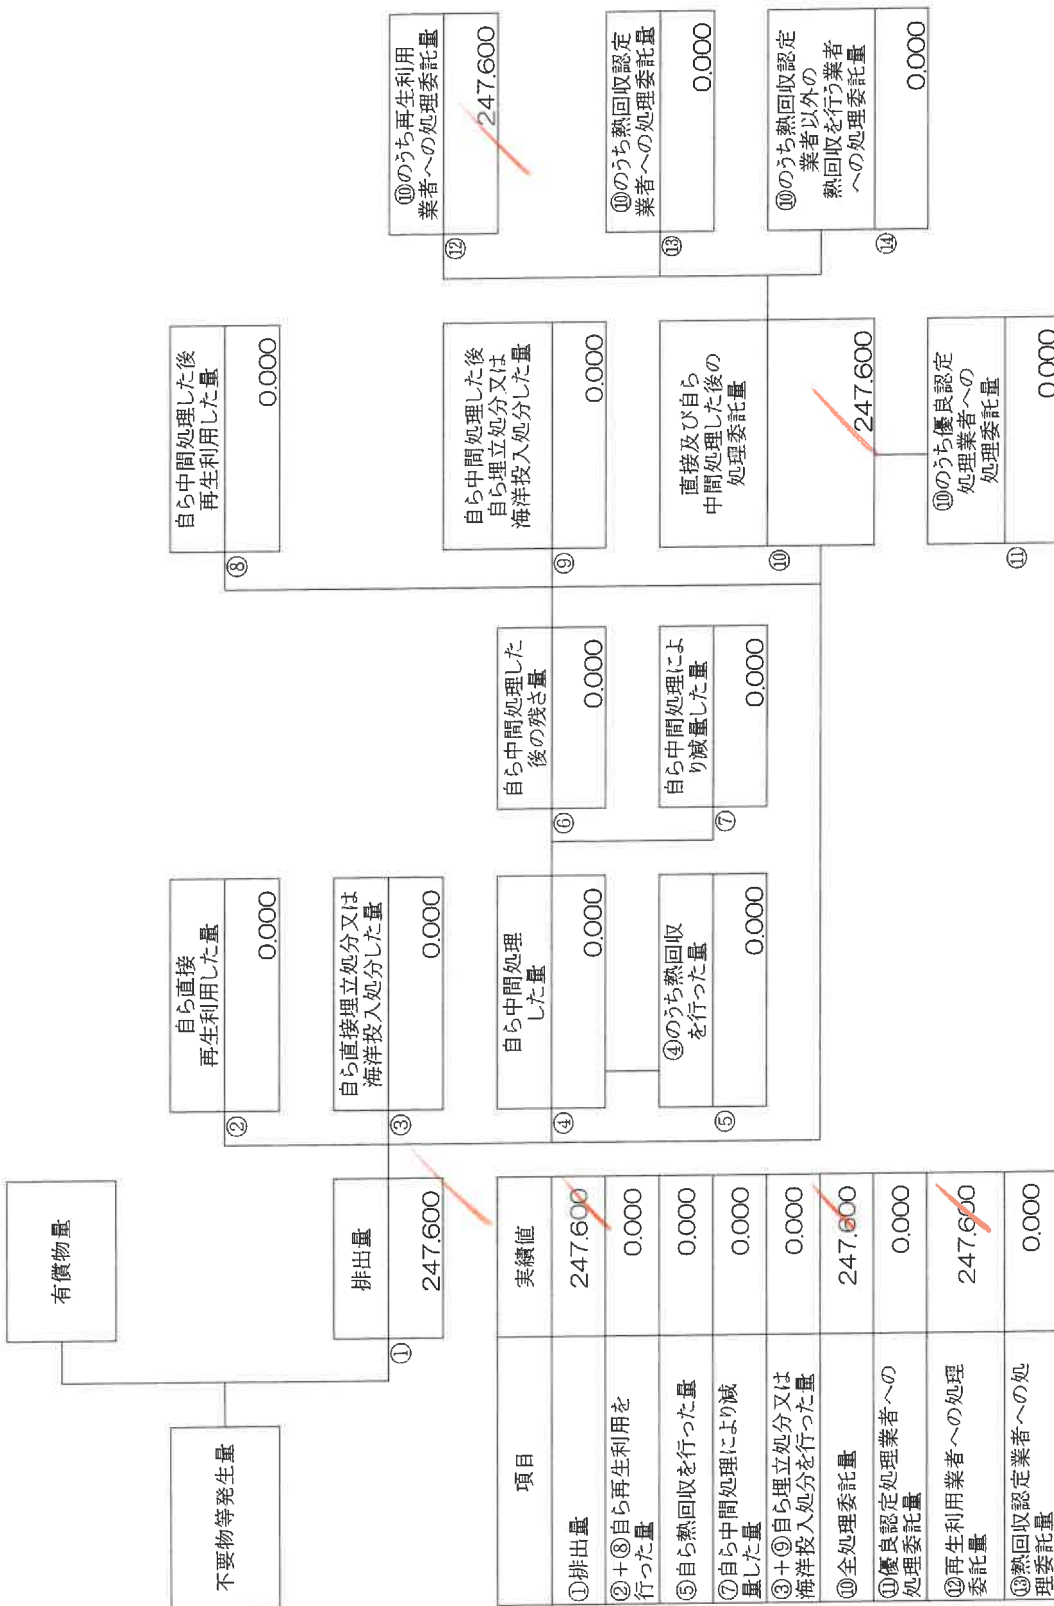 有償物量
不要物等発生量
①
排出量
247.600
②
自ら直接
再生利用した量
0.000
③
自ら直接埋立処分又は
海洋投入処分した量
0.000
④
自ら中間処理
した量
0.000
⑤
④のうち熱回収
を行った量
0.000
⑥
自ら中間処理した
後の残さ量
0.000
⑦
自ら中間処理によ
り減量した量
0.000
⑧
自ら中間処理した後
再生利用した量
0.000
⑨
自ら中間処理した後
自ら埋立処分又は
海洋投入処分した量
0.000
⑩
直接及び自ら
中間処理した後の
処理委託量
247.600
⑪
⑩のうち優良認定
処理業者への
処理委託量
0.000
⑫
⑩のうち再生利用
業者への処理委託量
247.600
⑬
⑩のうち熱回収認定
業者への処理委託量
0.000
⑭
⑩のうち熱回収認定
業者以外の
熱回収を行う業者
への処理委託量
0.000
項目
実績値
①排出量
247.600
②+⑧自ら再生利用を
行った量
0.000
⑤自ら熱回収を行った量
0.000
⑦自ら中間処理により減
量した量
0.000
③+⑨自ら埋立処分又は
海洋投入処分を行った量
0.000
⑩全処理委託量
247.600
⑪優良認定処理業者への
処理委託量
0.000
⑫再生利用業者への処理
委託量
247.600
⑬熱回収認定業者への処
理委託量
0.000